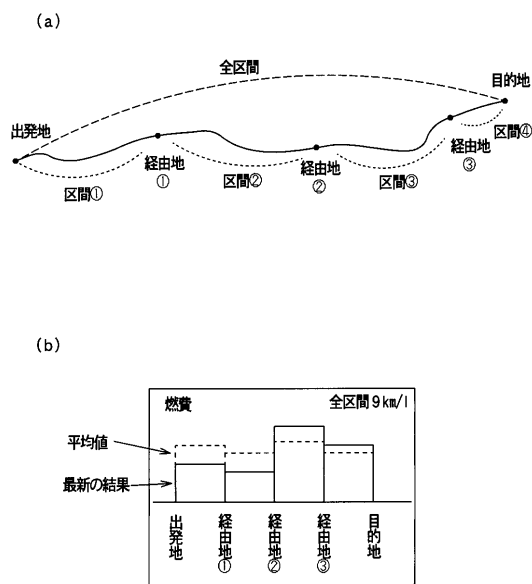 (a)
全区間
目的地
出発地
区間④
経由地
③
経由地
①
区間②
経由地
②
区間③
区間①
(b)
燃費
全区間9km/l
平均値
最新の結果
出発地
経由地①
経由地②
経由地③
目的地